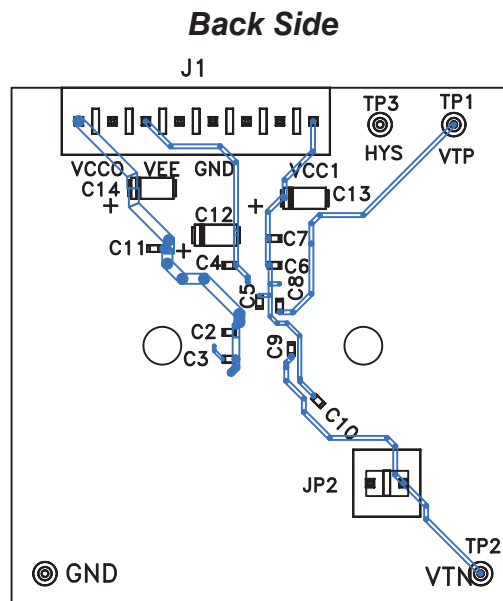 Back Side
J1
TP3
TP1
HYS
VTP
VCCO VEE GND VCC1
C14
C13
C12
C11
C7
C4
C6
C5
C8
C2
C9
C3
C10
JP2
TP2
GND
VTN